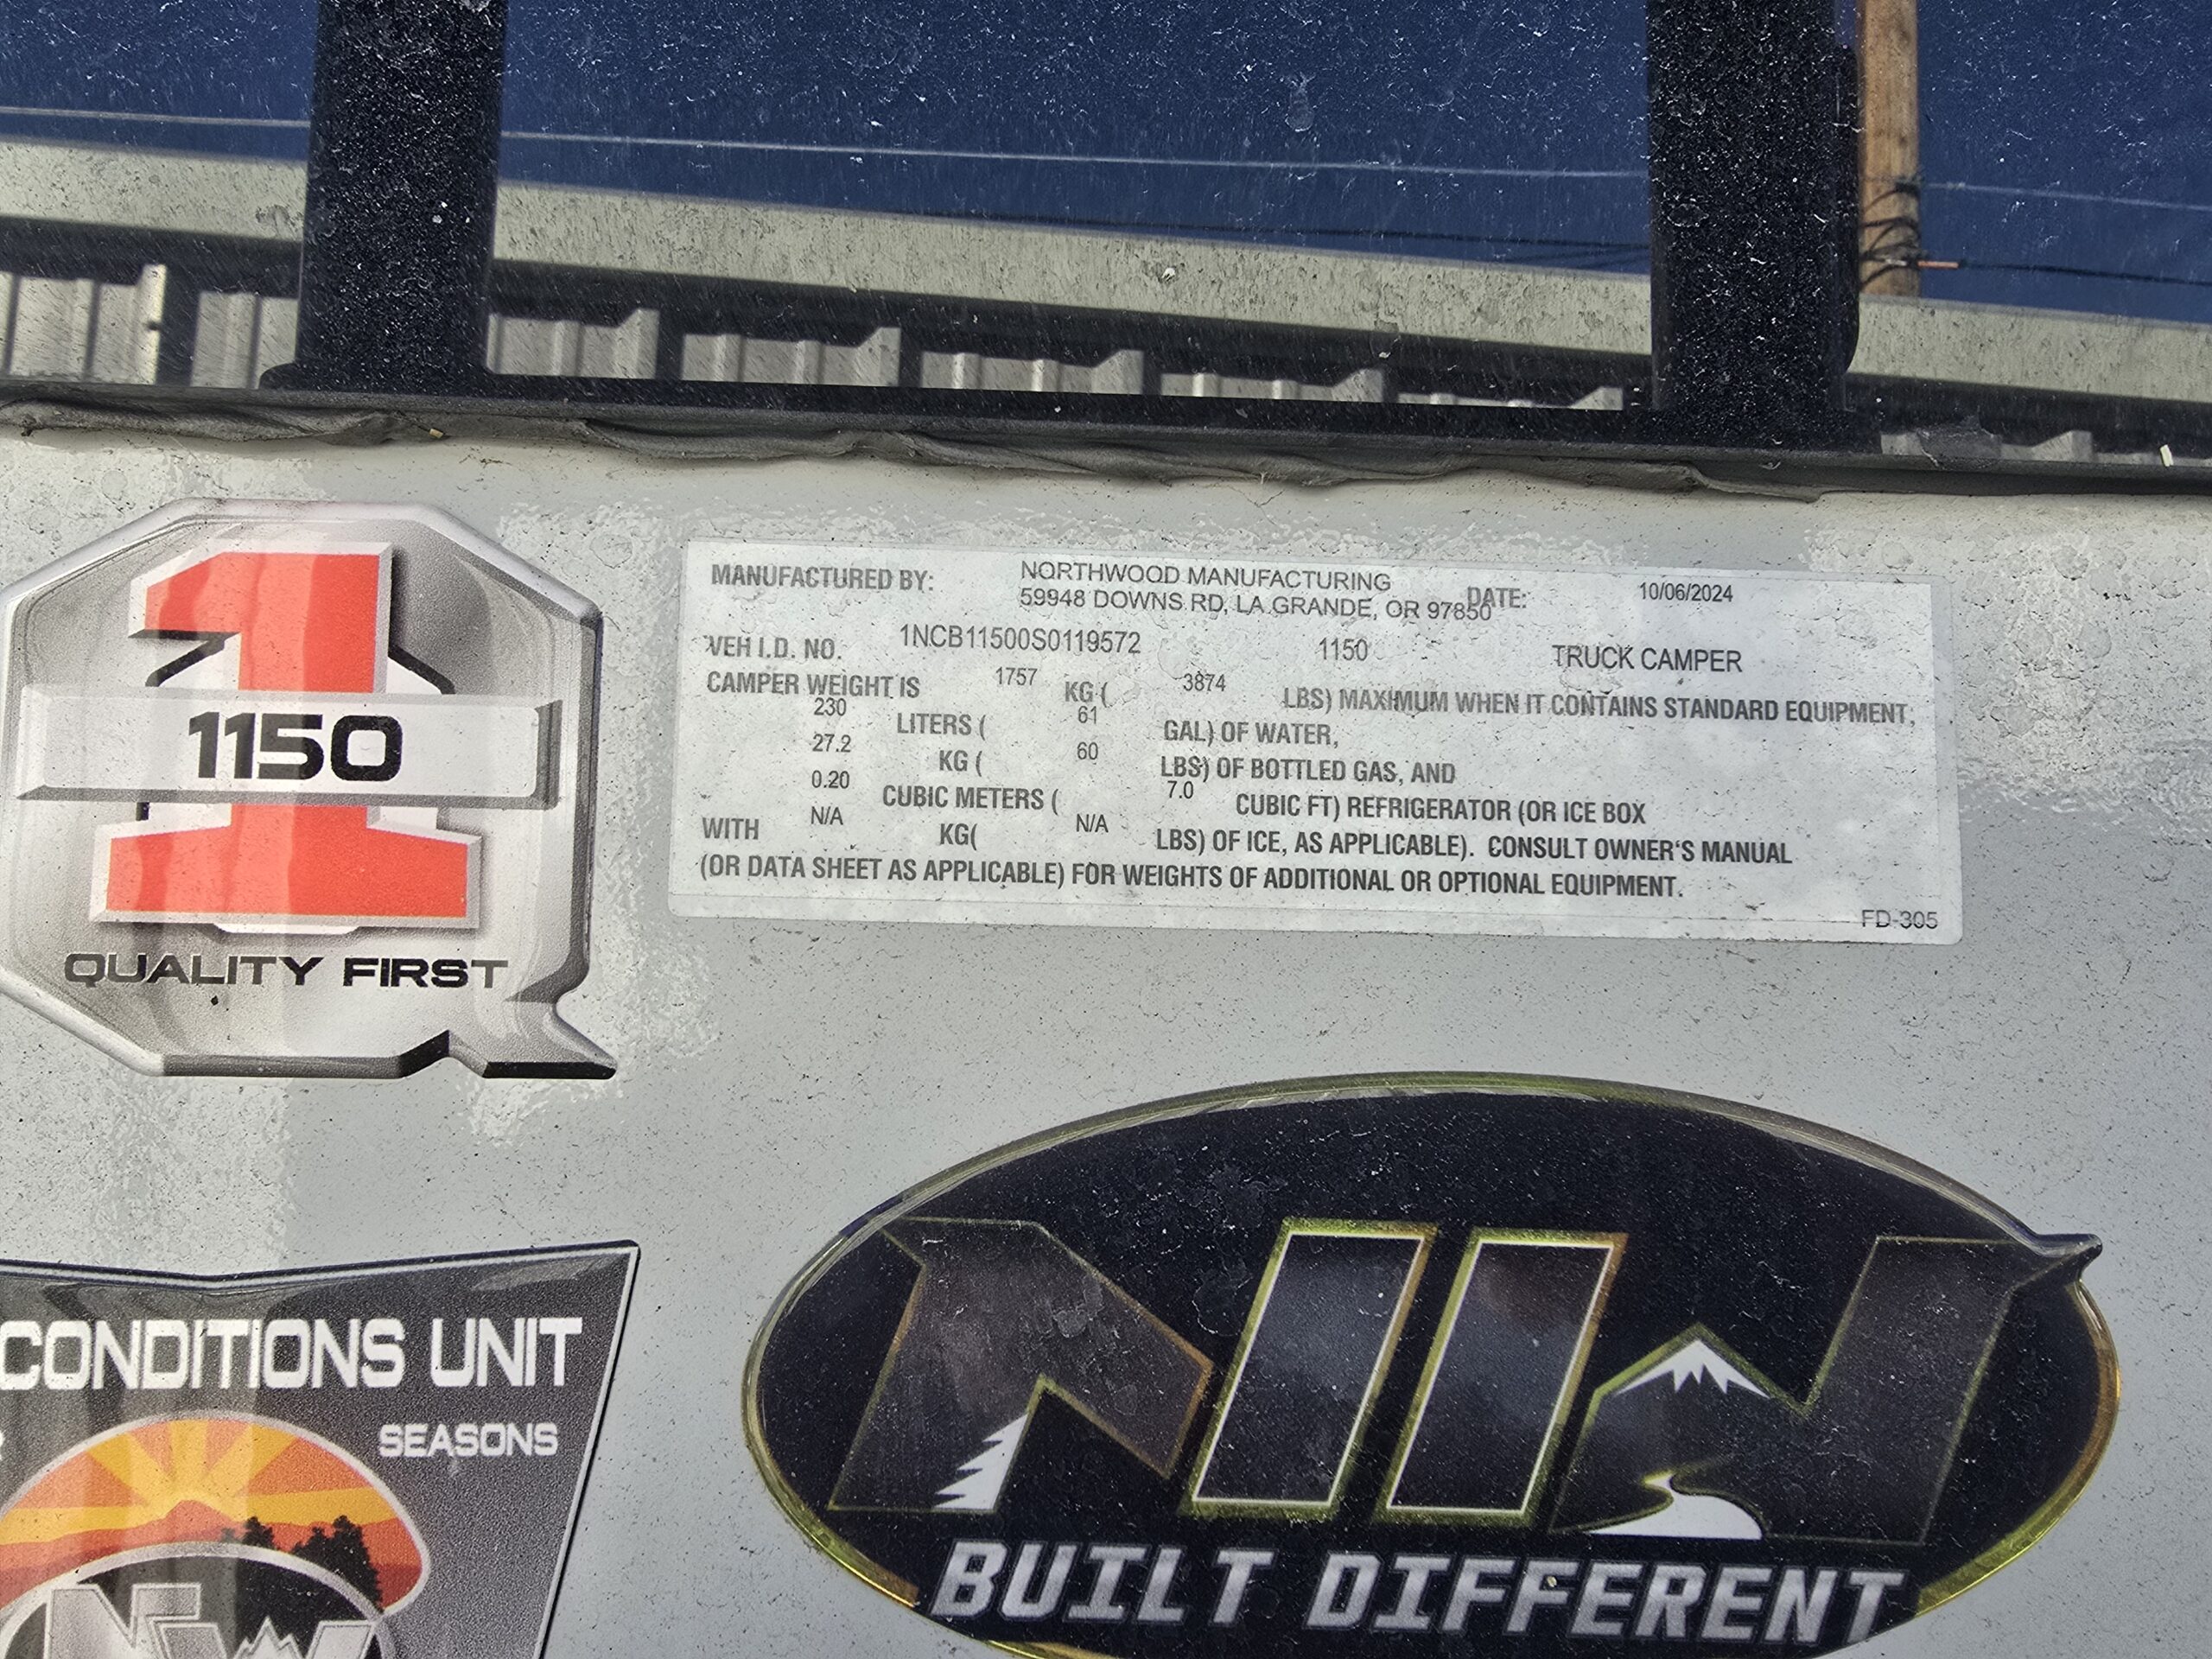 MANUFACTURED BY: NORTHWOOD MANUFACTURING
59948 DOWNS RD, LA GRANDE, OR 97850 DATE: 10/06/2024
VEH I.D. NO. 1NCB11500S0119572 1150 TRUCK CAMPER
CAMPER WEIGHT IS 1757 KG ( 3874 LBS) MAXIMUM WHEN IT CONTAINS STANDARD EQUIPMENT,
230 LITERS ( 61 GAL) OF WATER,
27.2 KG ( 60 LBS) OF BOTTLED GAS, AND
0.20 CUBIC METERS ( 7.0 CUBIC FT) REFRIGERATOR (OR ICE BOX
WITH N/A KG( N/A LBS) OF ICE, AS APPLICABLE). CONSULT OWNER'S MANUAL
(OR DATA SHEET AS APPLICABLE) FOR WEIGHTS OF ADDITIONAL OR OPTIONAL EQUIPMENT.
FD-305
1
1150
QUALITY FIRST
CONDITIONS UNIT
SEASONS
NW
NW
BUILT DIFFERENT